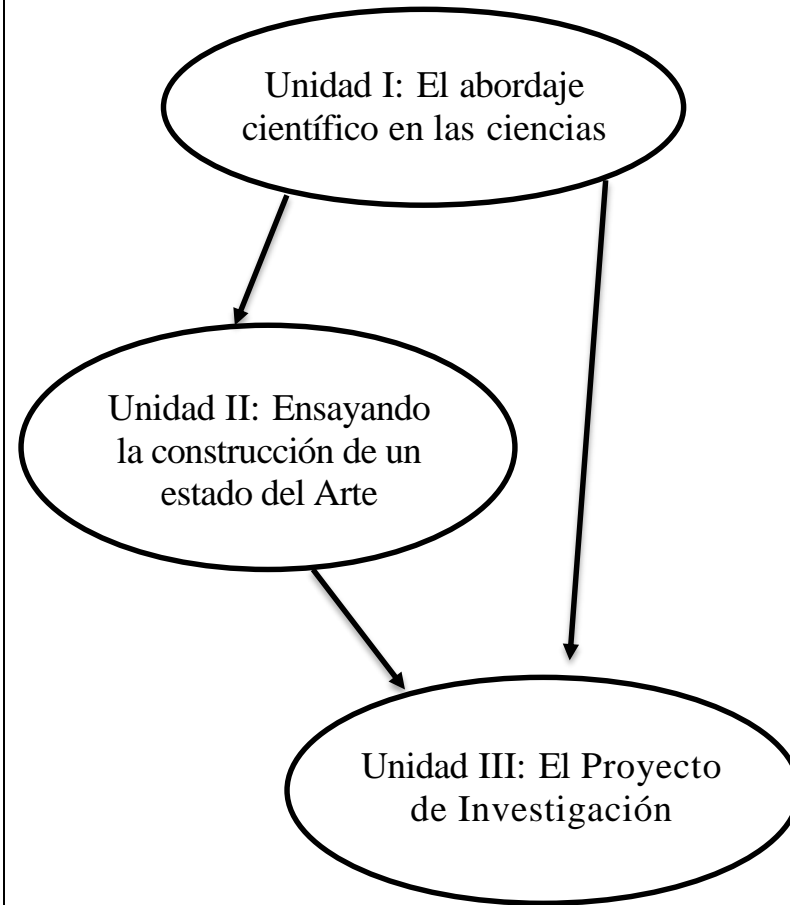 Unidad I: El abordaje
científico en las ciencias
Unidad II: Ensayando
la construcción de un
estado del Arte
Unidad III: El Proyecto
de Investigación